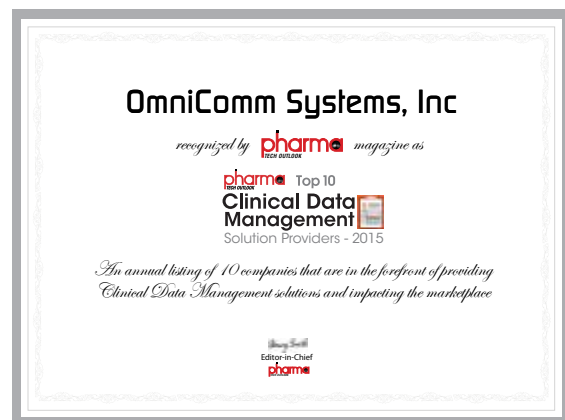 OmniComm Systems, Inc
recognized by pharma TECH OUTLOOK magazine as
pharma TECH OUTLOOK Top 10
Clinical Data
Management
Solution Providers - 2015
An annual listing of 10 companies that are in the forefront of providing
Clinical Data Management solutions and impacting the marketplace
Editor-in-Chief
pharma